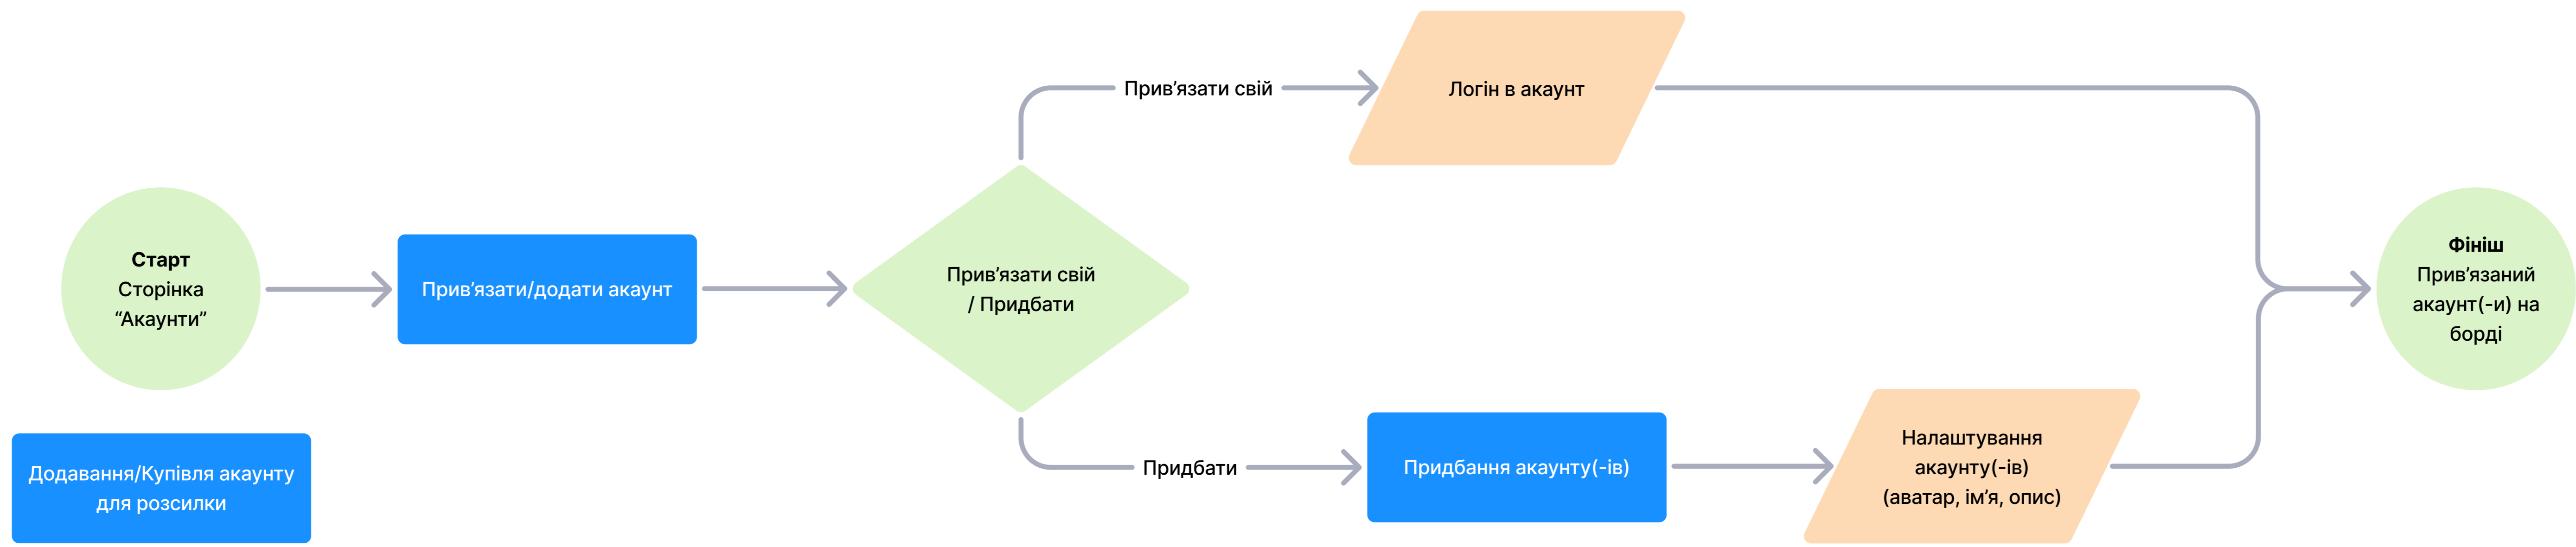 Старт
Сторінка
“Акаунти”
Прив’язати/додати акаунт
Прив’язати свій
/ Придбати
Прив’язати свій
Логін в акаунт
Придбати
Придбання акаунту(-ів)
Налаштування
акаунту(-ів)
(аватар, ім’я, опис)
Фініш
Прив’язаний
акаунт(-и) на
борді
Додавання/Купівля акаунту
для розсилки